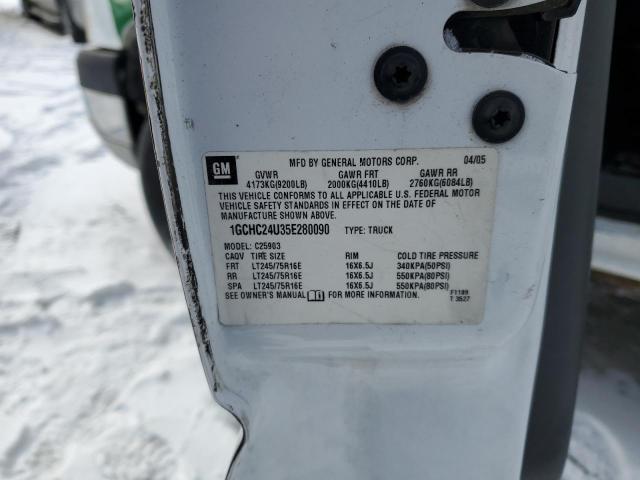 GM MFD BY GENERAL MOTORS CORP. 04/05
GVWR GAWR FRT GAWR RR
4173KG(9200LB) 2000KG(4410LB) 2760KG(6084LB)
THIS VEHICLE CONFORMS TO ALL APPLICABLE U.S. FEDERAL MOTOR
VEHICLE SAFETY STANDARDS IN EFFECT ON THE DATE OF
MANUFACTURE SHOWN ABOVE.
1GCHC24U35E280090 TYPE: TRUCK
MODEL: C25903
CAQV TIRE SIZE RIM COLD TIRE PRESSURE
FRT LT245/75R16E 16X6.5J 340KPA(50PSI)
RR LT245/75R16E 16X6.5J 550KPA(80PSI)
SPA LT245/75R16E 16X6.5J 550KPA(80PSI)
SEE OWNER'S MANUAL FOR MORE INFORMATION. F1189
T 3527